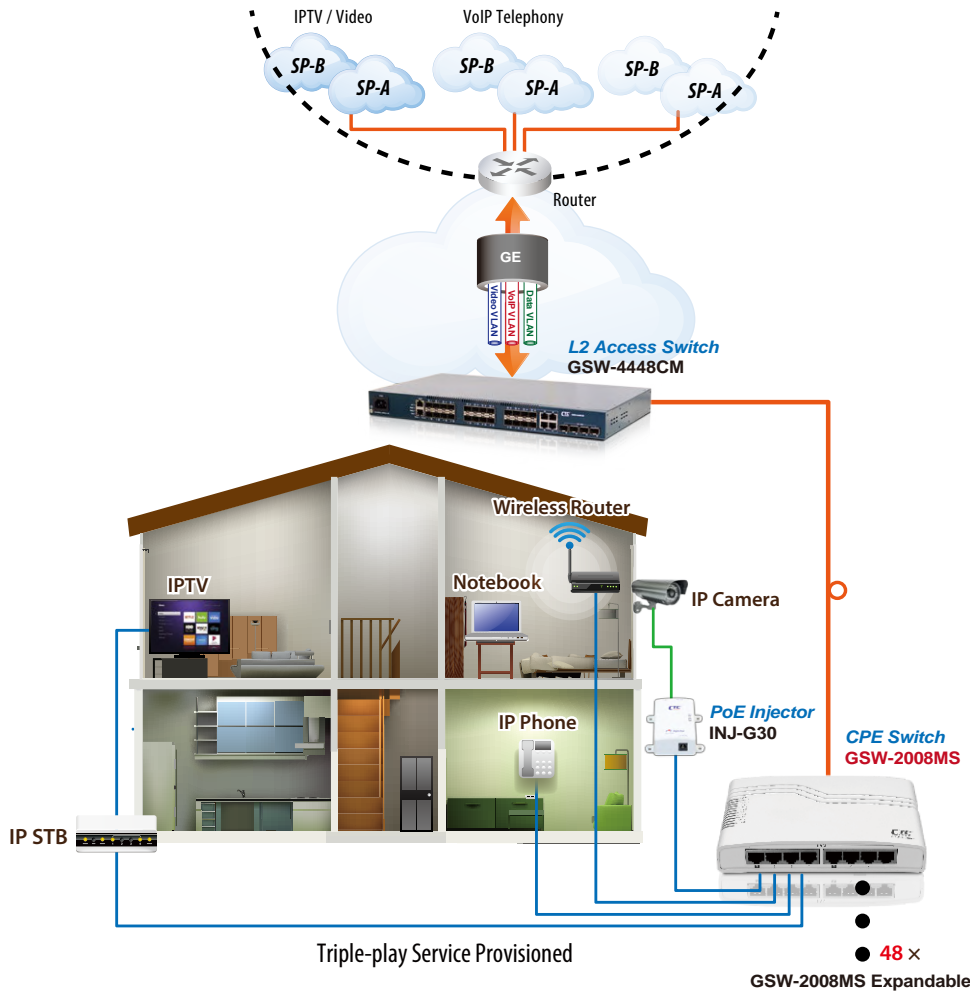 IPTV / Video
VoIP Telephony
SP-B
SP-A
SP-B
SP-A
SP-B
SP-A
Router
GE
Video VLAN
VoIP VLAN
Data VLAN
L2 Access Switch
GSW-4448CM
Wireless Router
IPTV
Notebook
IP Camera
IP Phone
PoE Injector
INJ-G30
CPE Switch
GSW-2008MS
IP STB
Triple-play Service Provisioned
48 ×
GSW-2008MS Expandable